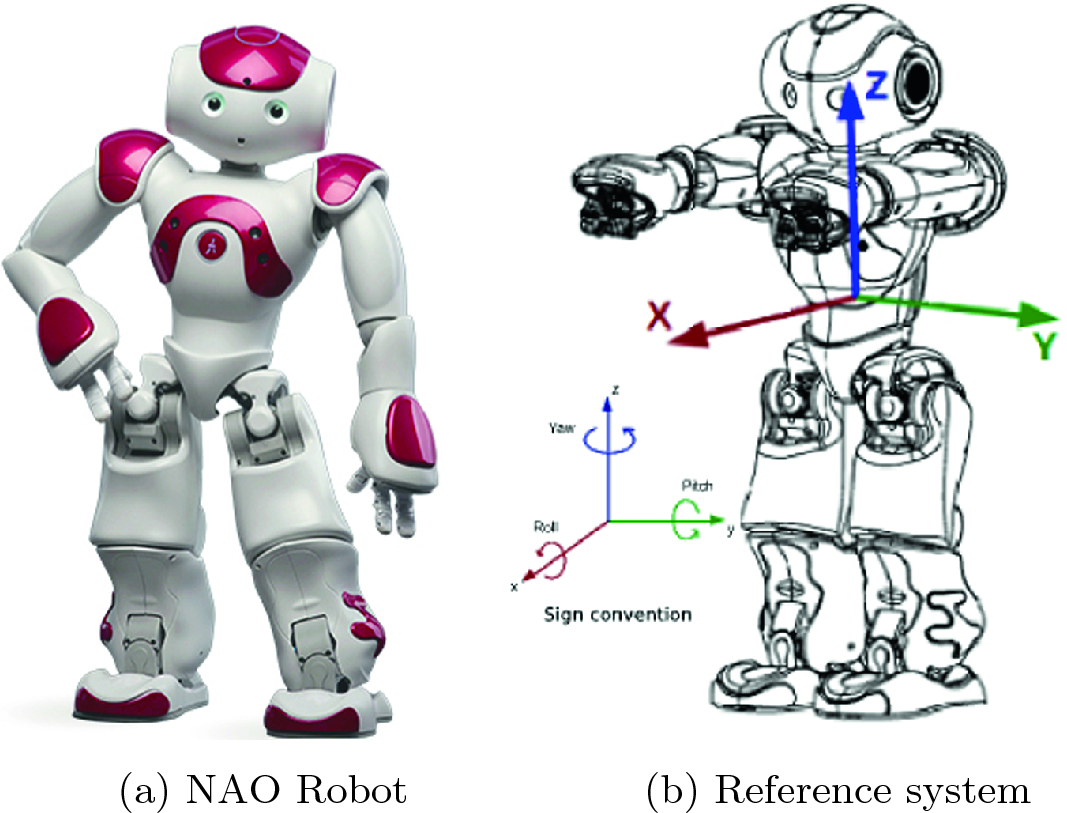 Z
X
Y
z
Yaw
Pitch
Roll
y
x
Sign convention
(a) NAO Robot
(b) Reference system